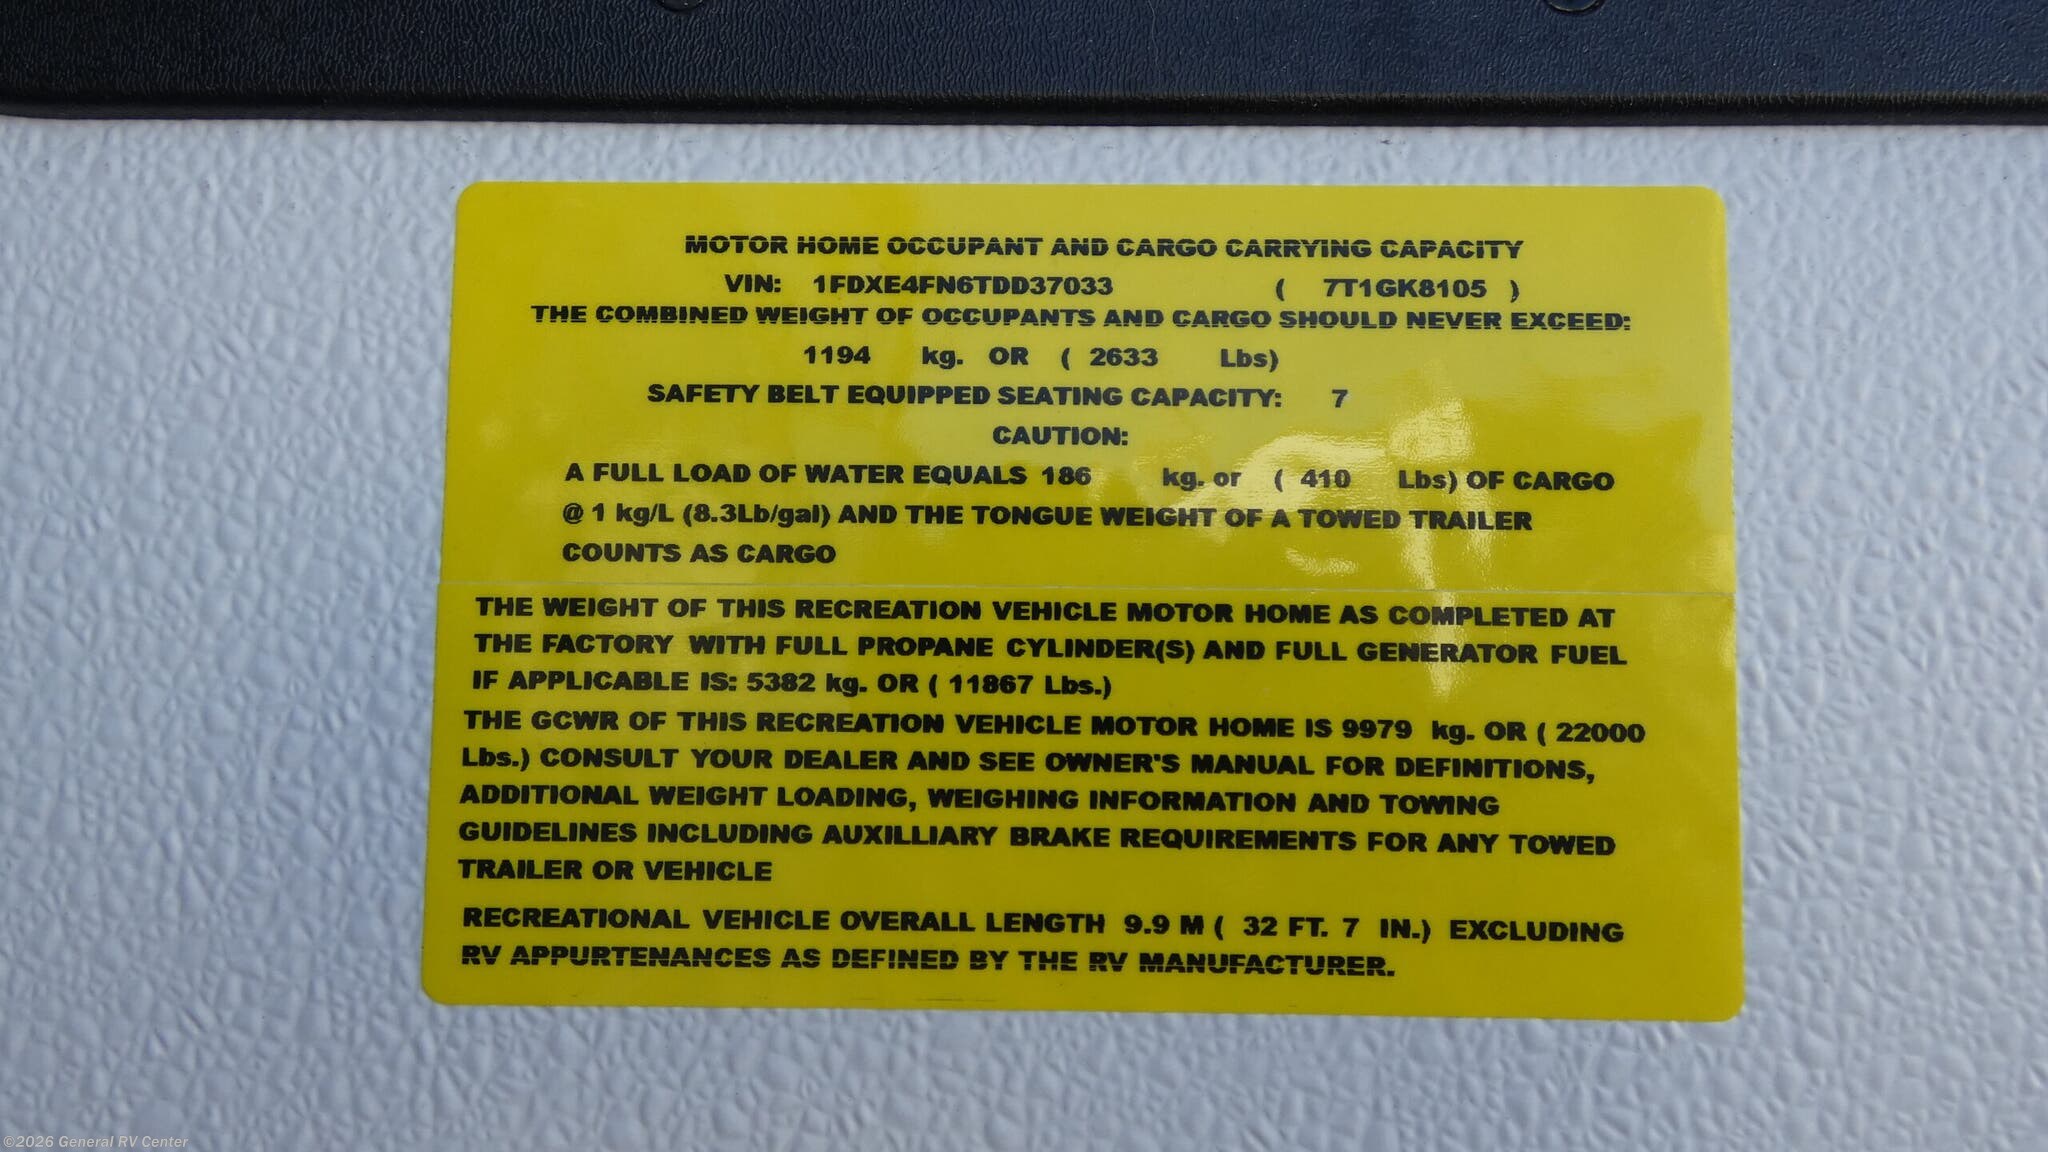 MOTOR HOME OCCUPANT AND CARGO CARRYING CAPACITY
VIN: 1FDXE4FN6TDD37033 ( 7T1GK8105 )
THE COMBINED WEIGHT OF OCCUPANTS AND CARGO SHOULD NEVER EXCEED:
1194 kg. OR ( 2633 Lbs)
SAFETY BELT EQUIPPED SEATING CAPACITY: 7
CAUTION:
A FULL LOAD OF WATER EQUALS 186 kg. or ( 410 Lbs) OF CARGO
@ 1 kg/L (8.3Lb/gal) AND THE TONGUE WEIGHT OF A TOWED TRAILER
COUNTS AS CARGO
THE WEIGHT OF THIS RECREATION VEHICLE MOTOR HOME AS COMPLETED AT
THE FACTORY WITH FULL PROPANE CYLINDER(S) AND FULL GENERATOR FUEL
IF APPLICABLE IS: 5382 kg. OR ( 11867 Lbs.)
THE GCWR OF THIS RECREATION VEHICLE MOTOR HOME IS 9979 kg. OR ( 22000
Lbs.) CONSULT YOUR DEALER AND SEE OWNER'S MANUAL FOR DEFINITIONS,
ADDITIONAL WEIGHT LOADING, WEIGHING INFORMATION AND TOWING
GUIDELINES INCLUDING AUXILLIARY BRAKE REQUIREMENTS FOR ANY TOWED
TRAILER OR VEHICLE
RECREATIONAL VEHICLE OVERALL LENGTH 9.9 M ( 32 FT. 7 IN.) EXCLUDING
RV APPURTENANCES AS DEFINED BY THE RV MANUFACTURER.
©2026 General RV Center